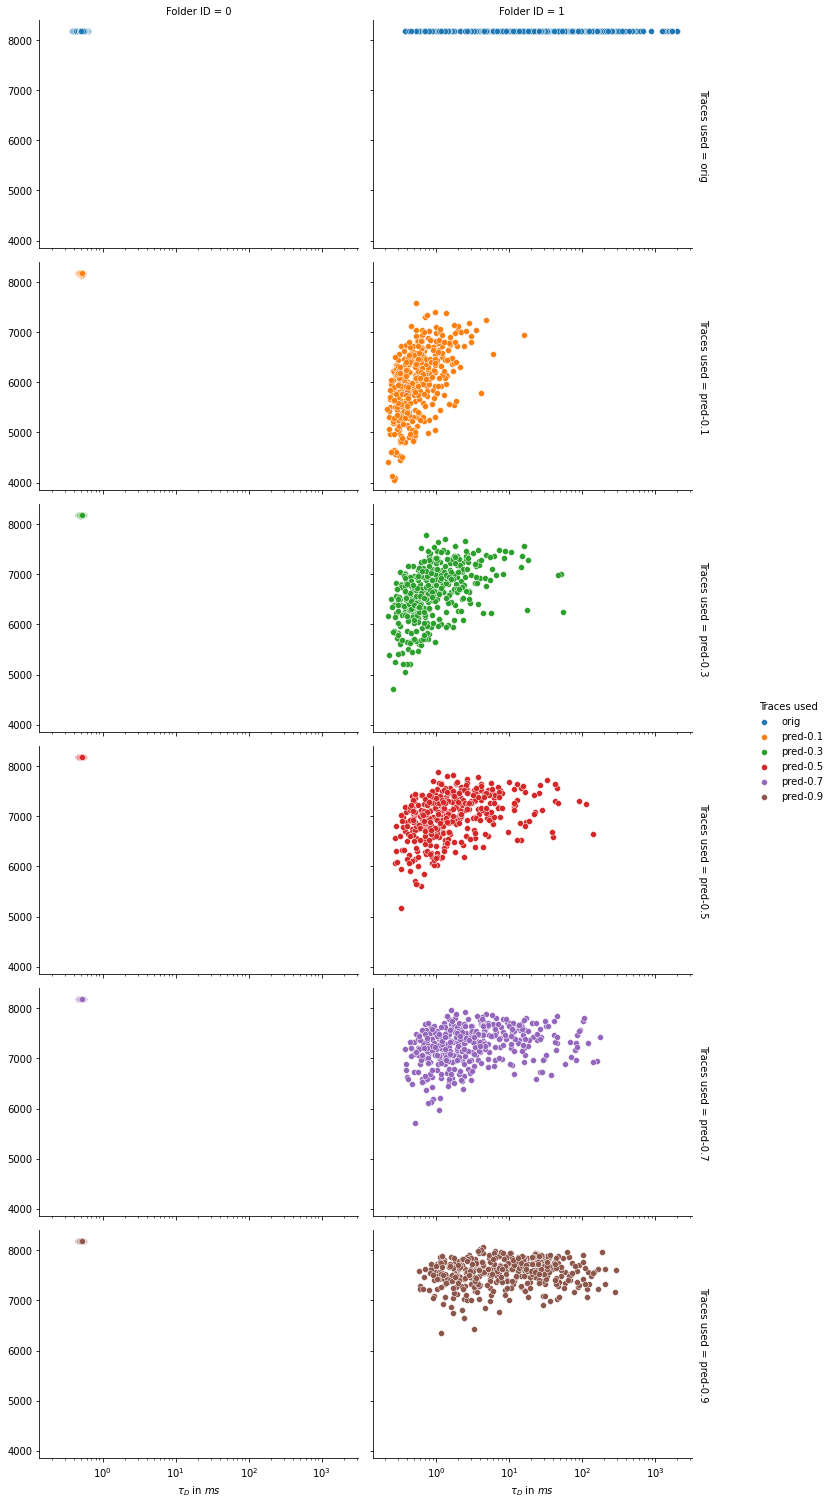 Folder ID = 0
Folder ID = 1
8000
7000
6000
5000
4000
Traces used = orig
8000
7000
6000
5000
4000
Traces used = pred-0.1
8000
7000
6000
5000
4000
Traces used = pred-0.3
Traces used
orig
pred-0.1
pred-0.3
pred-0.5
pred-0.7
pred-0.9
8000
7000
6000
5000
4000
Traces used = pred-0.5
8000
7000
6000
5000
4000
Traces used = pred-0.7
8000
7000
6000
5000
4000
Traces used = pred-0.9
10⁰ 10¹ 10² 10³
10⁰ 10¹ 10² 10³
τ_D in ms
τ_D in ms